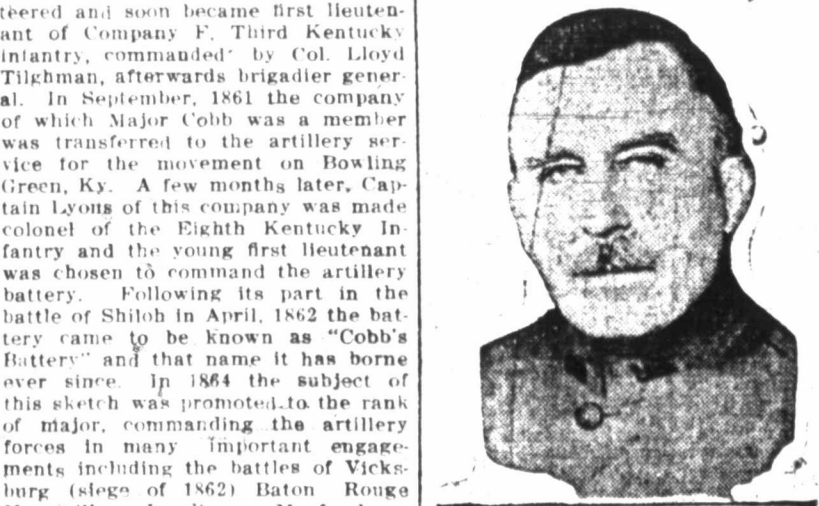 teered and soon became first lieuten-
ant of Company F, Third Kentucky
infantry, commanded by Col. Lloyd
Tilghman, afterwards brigadier gener-
al. In September, 1861 the company
of which Major Cobb was a member
was transferred to the artillery ser-
vice for the movement on Bowling
Green, Ky. A few months later, Cap-
tain Lyons of this company was made
colonel of the Eighth Kentucky In-
fantry and the young first lieutenant
was chosen to command the artillery
battery. Following its part in the
battle of Shiloh in April, 1862 the bat-
tery came to be known as "Cobb's
Battery" and that name it has borne
ever since. In 1864 the subject of
this sketch was promoted to the rank
of major, commanding the artillery
forces in many important engage-
ments including the battles of Vicks-
burg (siege of 1862) Baton Rouge